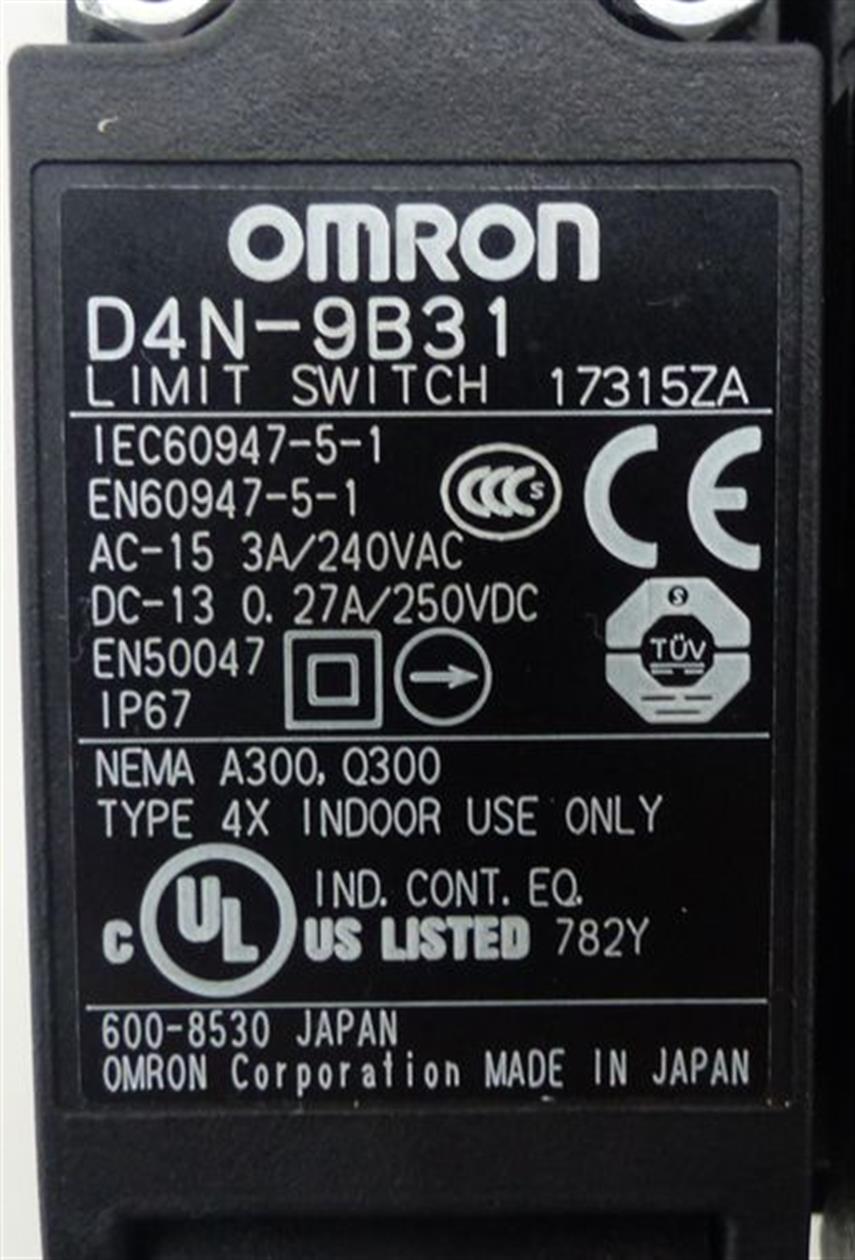 OMRON
D4N-9B31
LIMIT SWITCH 17315ZA
IEC60947-5-1
EN60947-5-1
CCC S
CE
AC-15 3A/240VAC
DC-13 0.27A/250VDC
S
TÜV
EN50047
IP67
NEMA A300, Q300
TYPE 4X INDOOR USE ONLY
IND. CONT. EQ.
C UL US LISTED 782Y
600-8530 JAPAN
OMRON Corporation MADE IN JAPAN